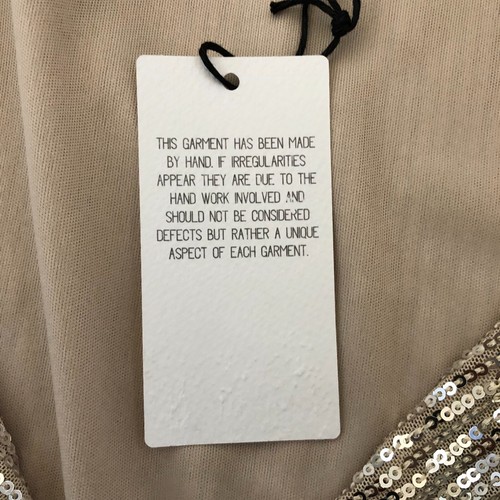 THIS GARMENT HAS BEEN MADE
BY HAND. IF IRREGULARITIES
APPEAR THEY ARE DUE TO THE
HAND WORK INVOLVED AND
SHOULD NOT BE CONSIDERED
DEFECTS BUT RATHER A UNIQUE
ASPECT OF EACH GARMENT.